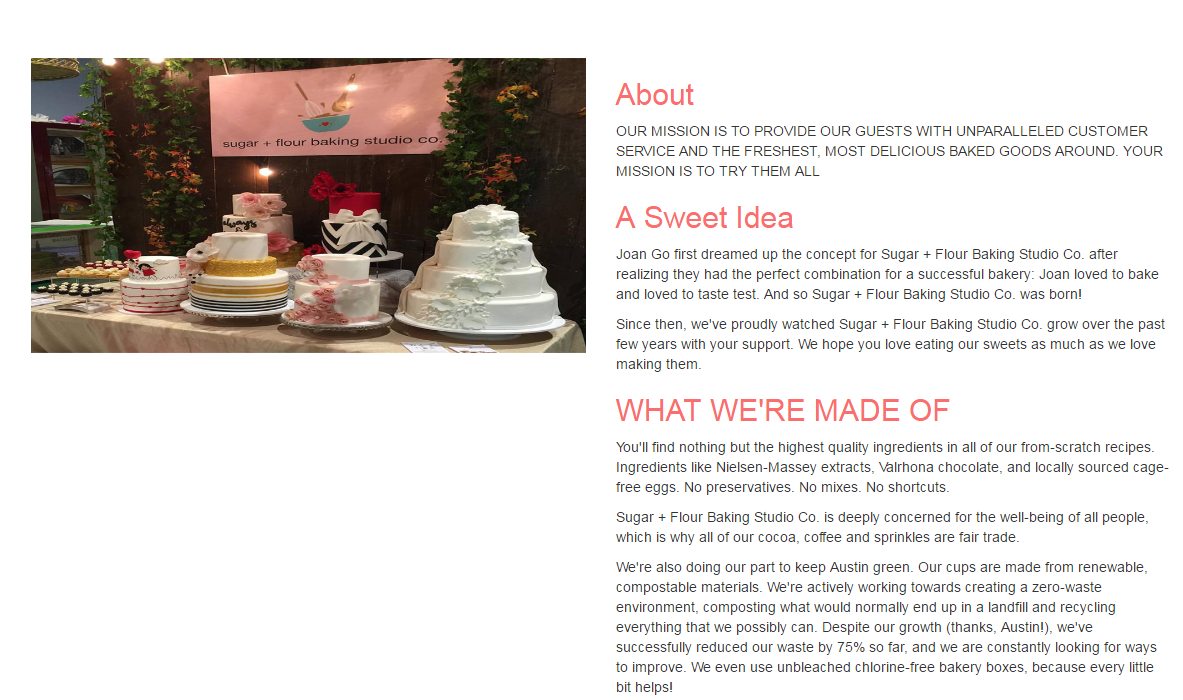 sugar + flour baking studio co.
always
About
OUR MISSION IS TO PROVIDE OUR GUESTS WITH UNPARALLELED CUSTOMER
SERVICE AND THE FRESHEST, MOST DELICIOUS BAKED GOODS AROUND. YOUR
MISSION IS TO TRY THEM ALL
A Sweet Idea
Joan Go first dreamed up the concept for Sugar + Flour Baking Studio Co. after
realizing they had the perfect combination for a successful bakery: Joan loved to bake
and loved to taste test. And so Sugar + Flour Baking Studio Co. was born!
Since then, we've proudly watched Sugar + Flour Baking Studio Co. grow over the past
few years with your support. We hope you love eating our sweets as much as we love
making them.
WHAT WE'RE MADE OF
You'll find nothing but the highest quality ingredients in all of our from-scratch recipes.
Ingredients like Nielsen-Massey extracts, Valrhona chocolate, and locally sourced cage-
free eggs. No preservatives. No mixes. No shortcuts.
Sugar + Flour Baking Studio Co. is deeply concerned for the well-being of all people,
which is why all of our cocoa, coffee and sprinkles are fair trade.
We're also doing our part to keep Austin green. Our cups are made from renewable,
compostable materials. We're actively working towards creating a zero-waste
environment, composting what would normally end up in a landfill and recycling
everything that we possibly can. Despite our growth (thanks, Austin!), we've
successfully reduced our waste by 75% so far, and we are constantly looking for ways
to improve. We even use unbleached chlorine-free bakery boxes, because every little
bit helps!